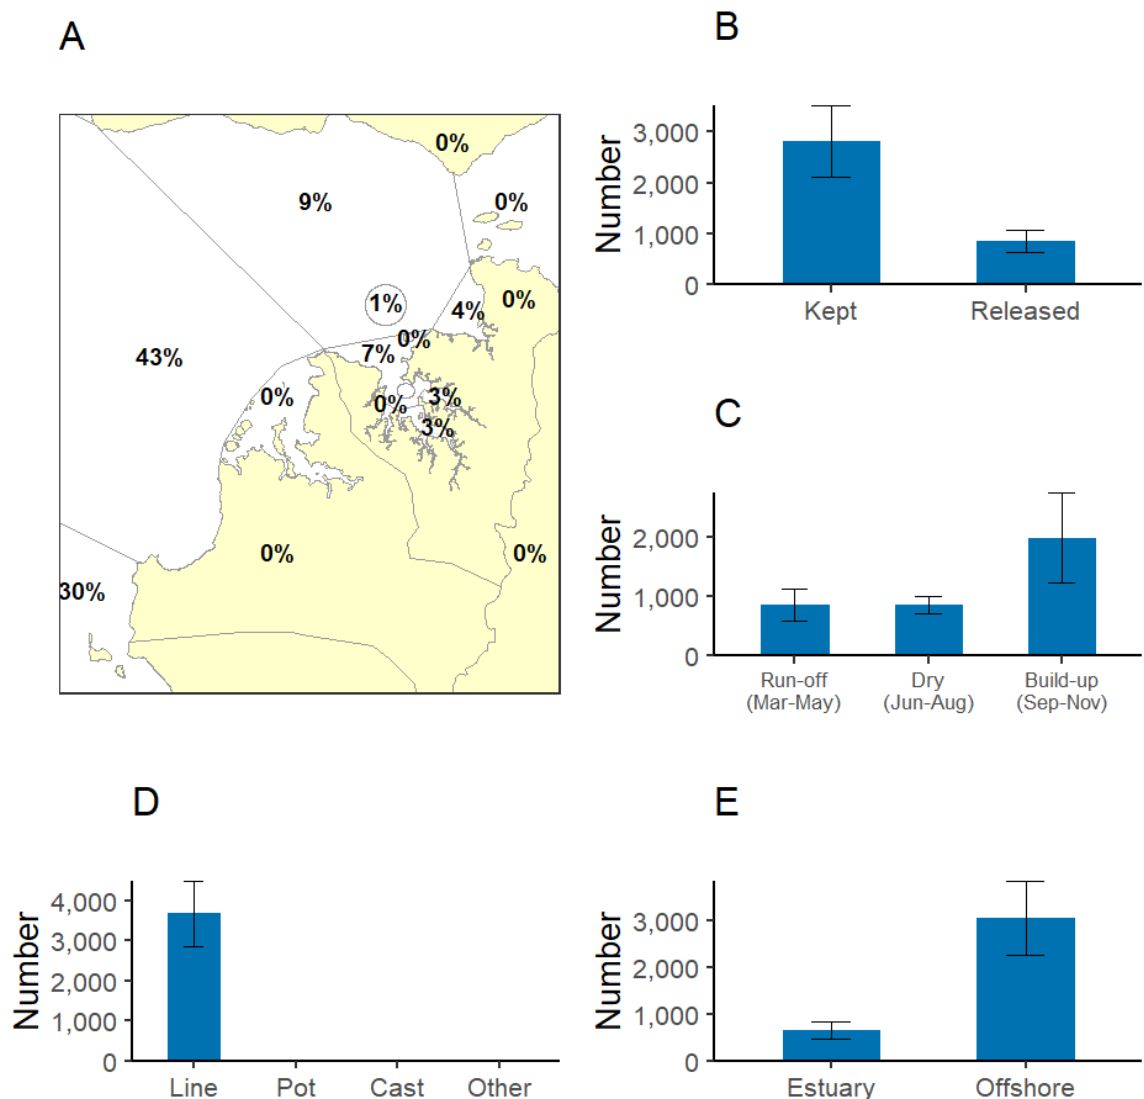 A
0%
9%
0%
1%
4%
0%
0%
7%
43%
0%
0%
3%
3%
0%
0%
30%
B
Number
3,000
2,000
1,000
0
Kept
Released
C
Number
2,000
1,000
0
Run-off
(Mar-May)
Dry
(Jun-Aug)
Build-up
(Sep-Nov)
D
Number
4,000
3,000
2,000
1,000
0
Line
Pot
Cast
Other
E
Number
3,000
2,000
1,000
0
Estuary
Offshore